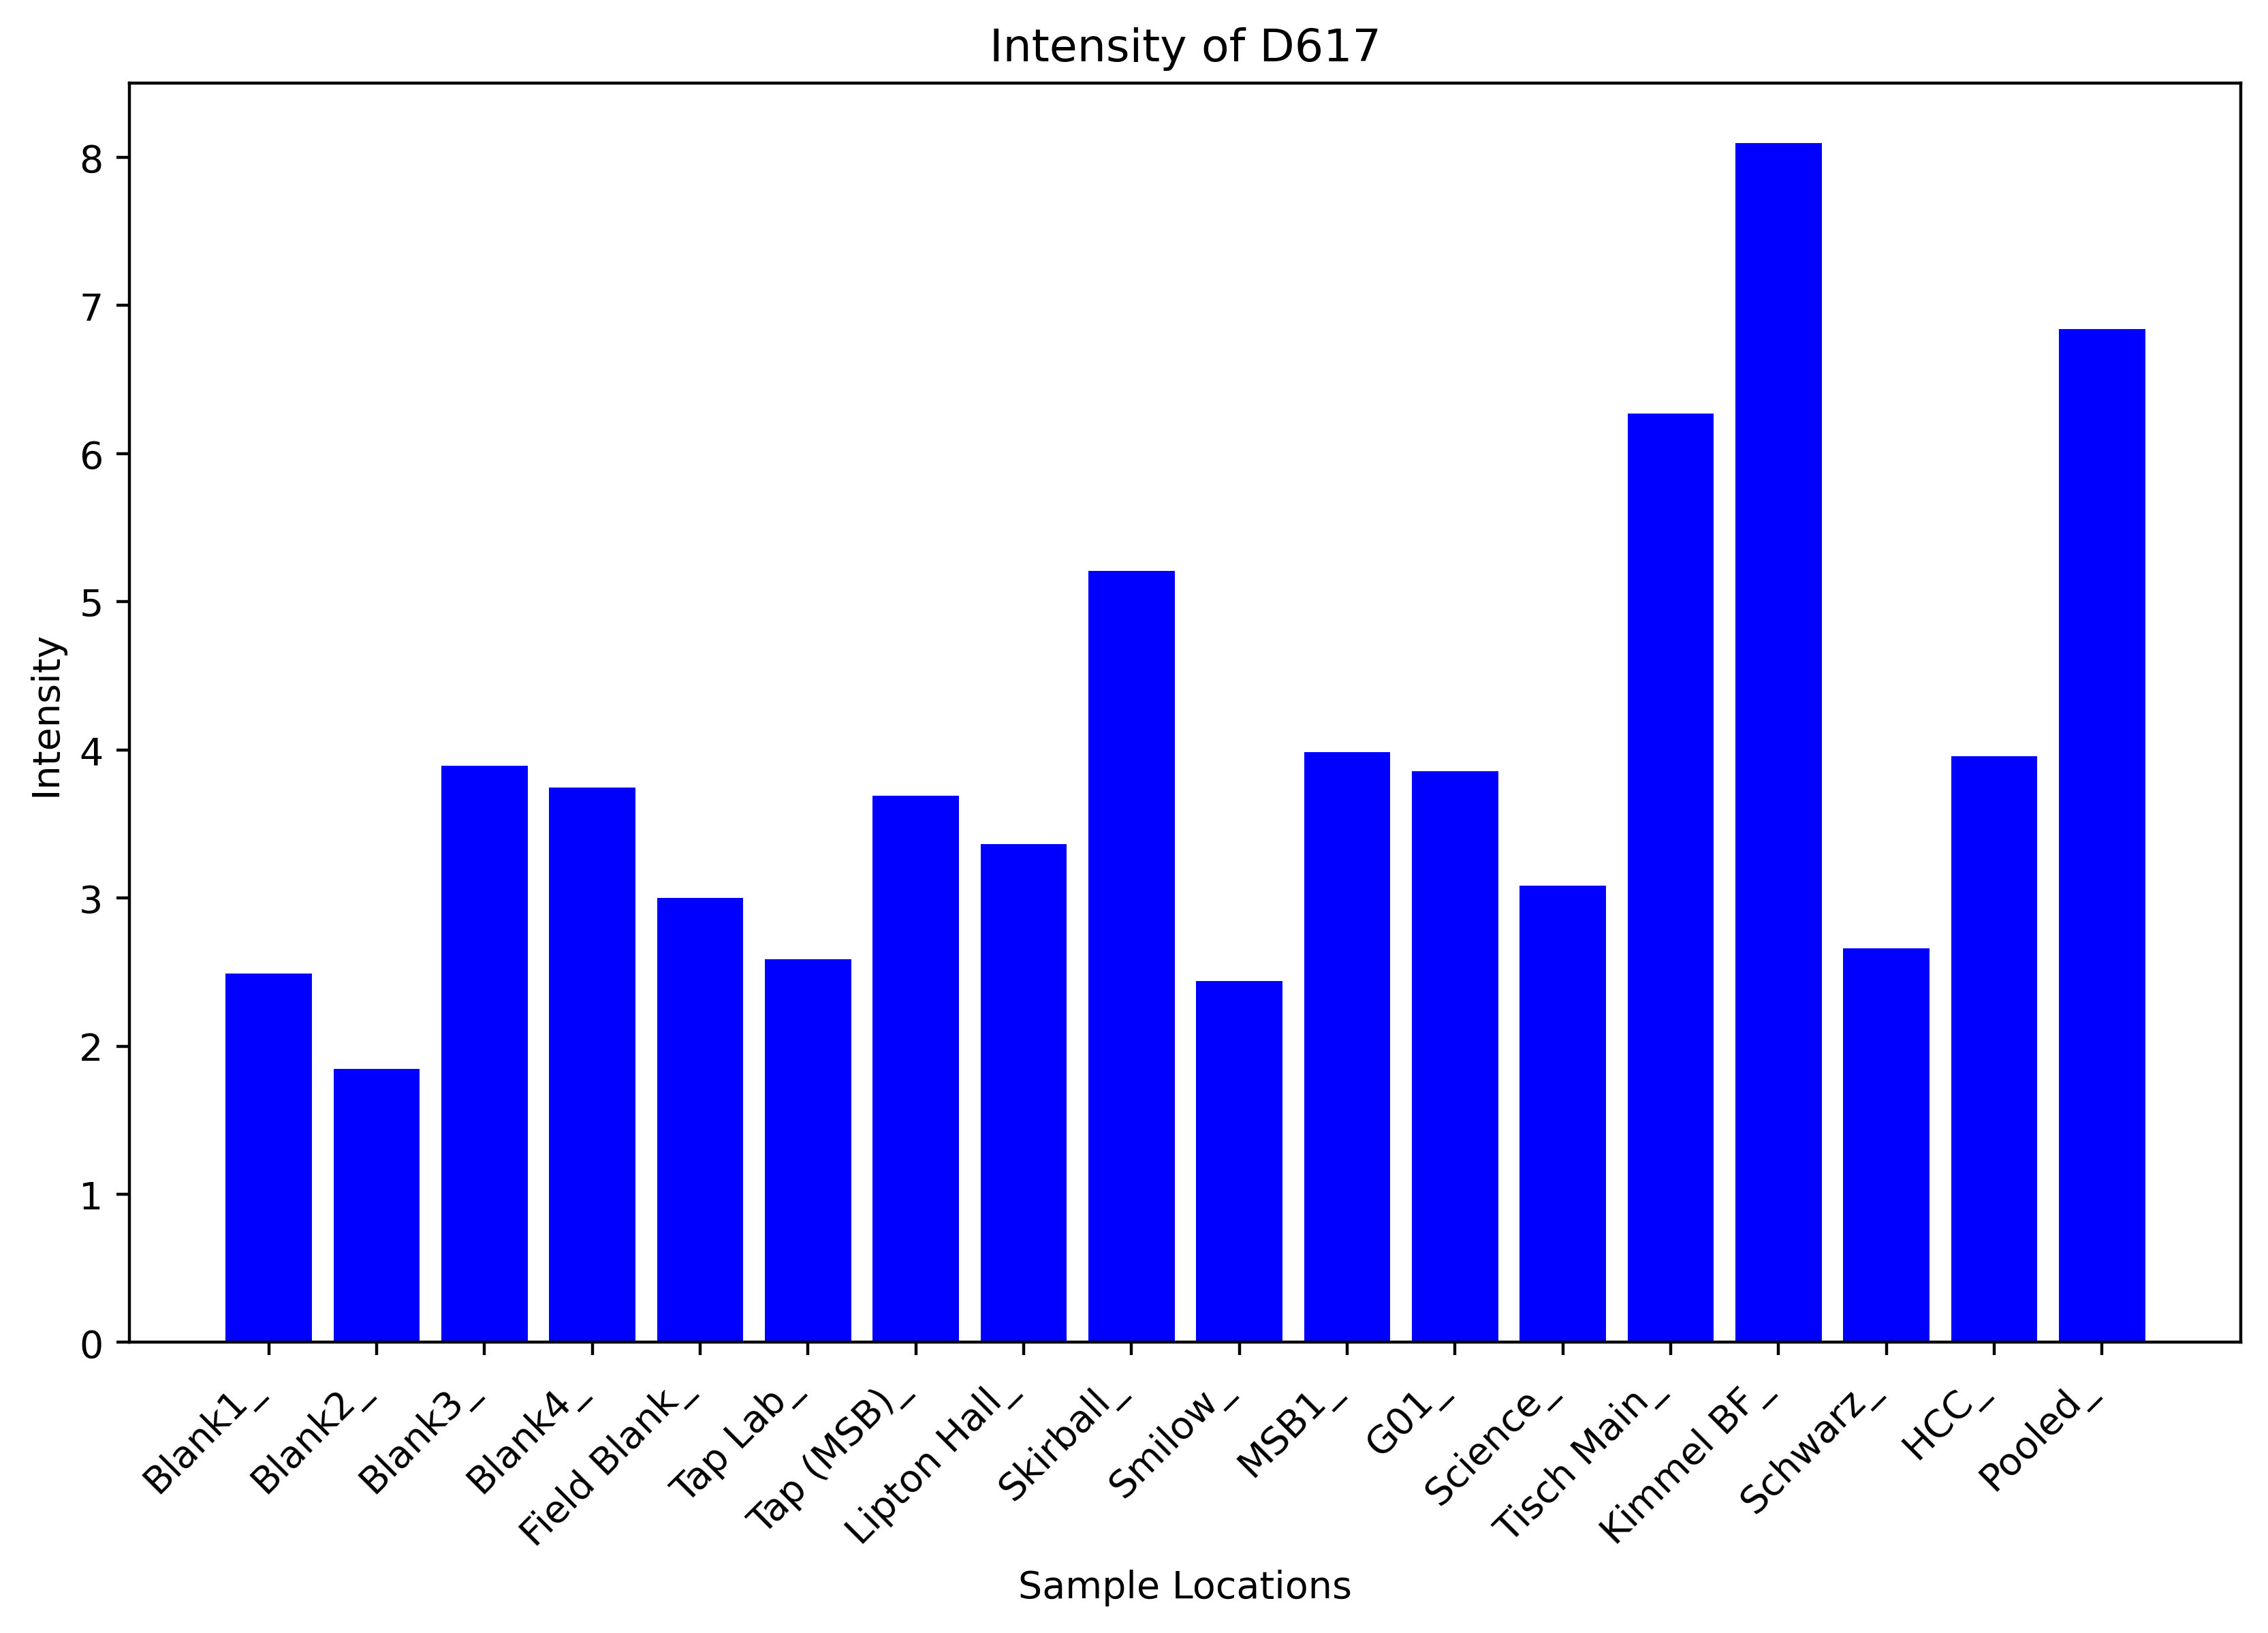 Intensity of D617
Intensity
8
7
6
5
4
3
2
1
0
Blank1_
Blank2_
Blank3_
Blank4_
Field Blank_
Tap Lab_
Tap (MSB)_
Lipton Hall_
Skirball_
Smilow_
MSB1_
G01_
Science_
Tisch Main_
Kimmel BF_
Schwarz_
HCC_
Pooled_
Sample Locations